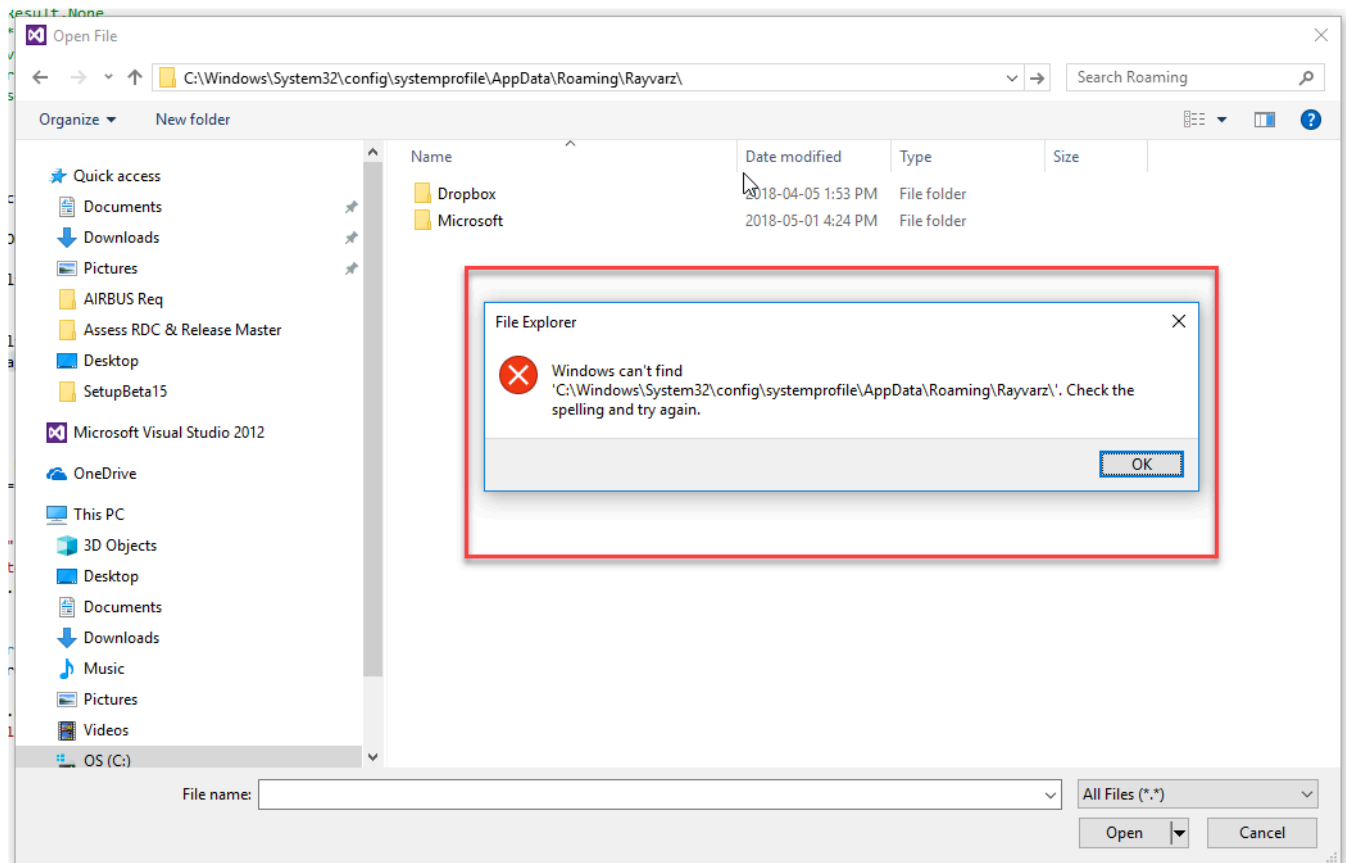 Result.None
Open File
C:\Windows\System32\config\systemprofile\AppData\Roaming\Rayvarz\
Search Roaming
Organize
New folder
Name
Date modified
Type
Size
Quick access
Documents
Downloads
Pictures
AIRBUS Req
Assess RDC & Release Master
Desktop
SetupBeta15
Microsoft Visual Studio 2012
OneDrive
This PC
3D Objects
Desktop
Documents
Downloads
Music
Pictures
Videos
OS (C:)
Dropbox
2018-04-05 1:53 PM
File folder
Microsoft
2018-05-01 4:24 PM
File folder
File Explorer
Windows can't find
'C:\Windows\System32\config\systemprofile\AppData\Roaming\Rayvarz\'. Check the
spelling and try again.
OK
File name:
All Files (*.*)
Open
Cancel